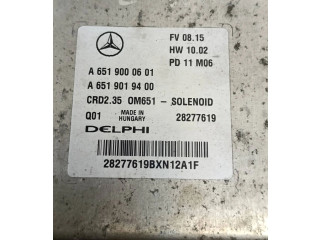 FV 08.15
HW 10.02
PD 11 M06
A 651 900 06 01
A 651 901 94 00
CRD2.35 OM651 - SOLENOID
Q01 MADE IN HUNGARY 28277619
DELPHI
28277619BXN12A1F